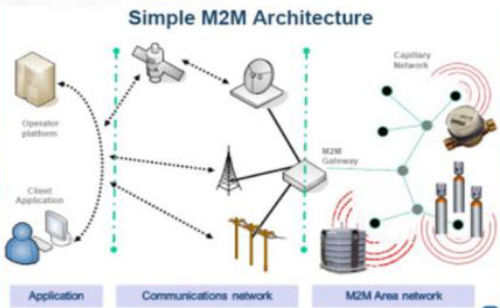 Simple M2M Architecture
Capillary
Network
Operator
platform
M2M
Gateway
Client
Application
Application
Communications network
M2M Area network